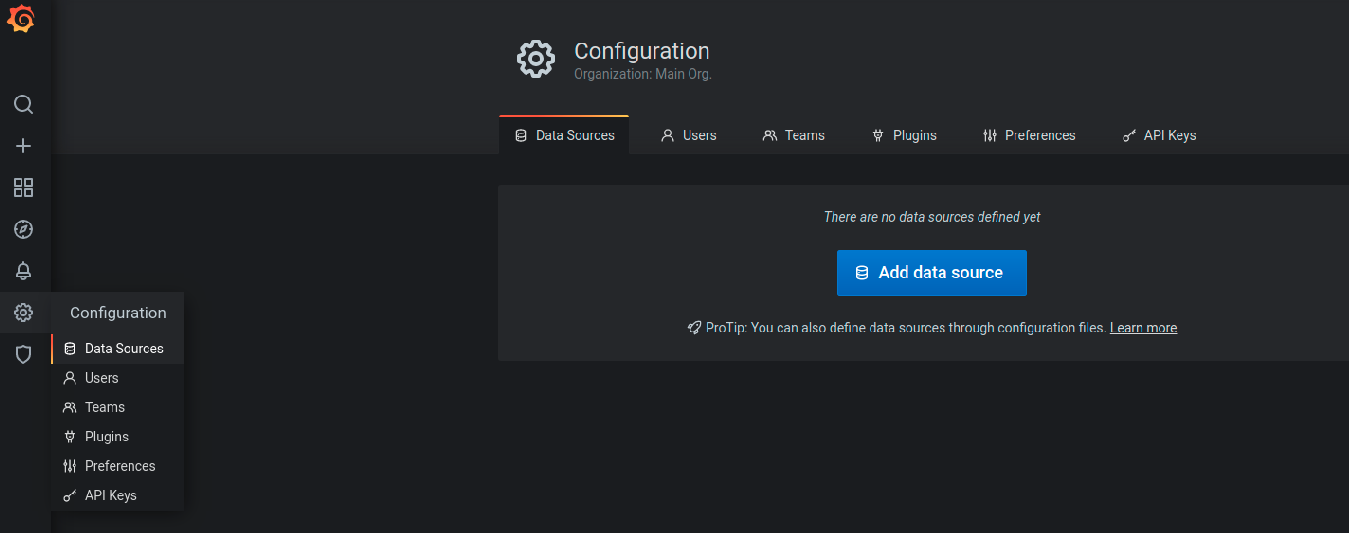 Configuration
Organization: Main Org.
Data Sources Users Teams Plugins Preferences API Keys
There are no data sources defined yet
Add data source
ProTip: You can also define data sources through configuration files. Learn more
Configuration
Data Sources
Users
Teams
Plugins
Preferences
API Keys